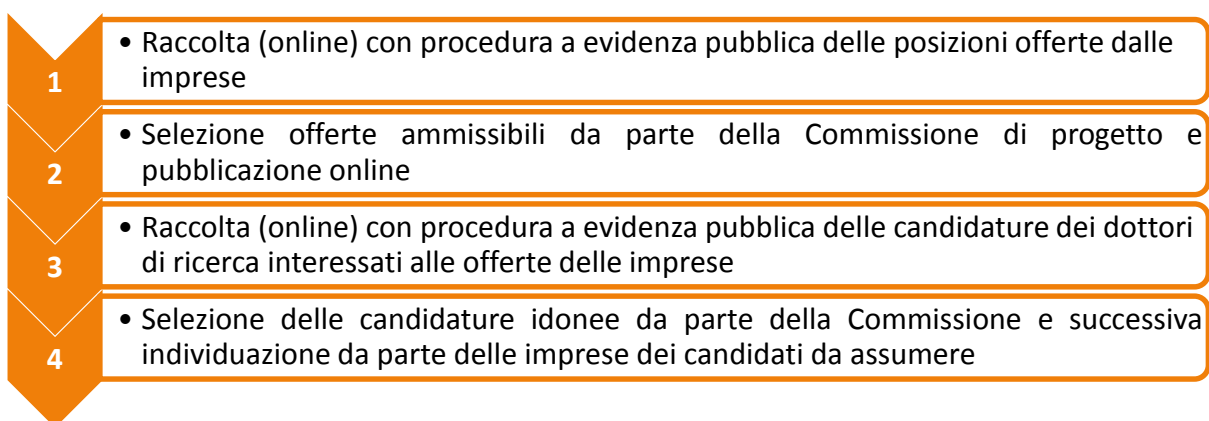 1
• Raccolta (online) con procedura a evidenza pubblica delle posizioni offerte dalle
imprese
2
• Selezione offerte ammissibili da parte della Commissione di progetto e
pubblicazione online
3
• Raccolta (online) con procedura a evidenza pubblica delle candidature dei dottori
di ricerca interessati alle offerte delle imprese
4
• Selezione delle candidature idonee da parte della Commissione e successiva
individuazione da parte delle imprese dei candidati da assumere